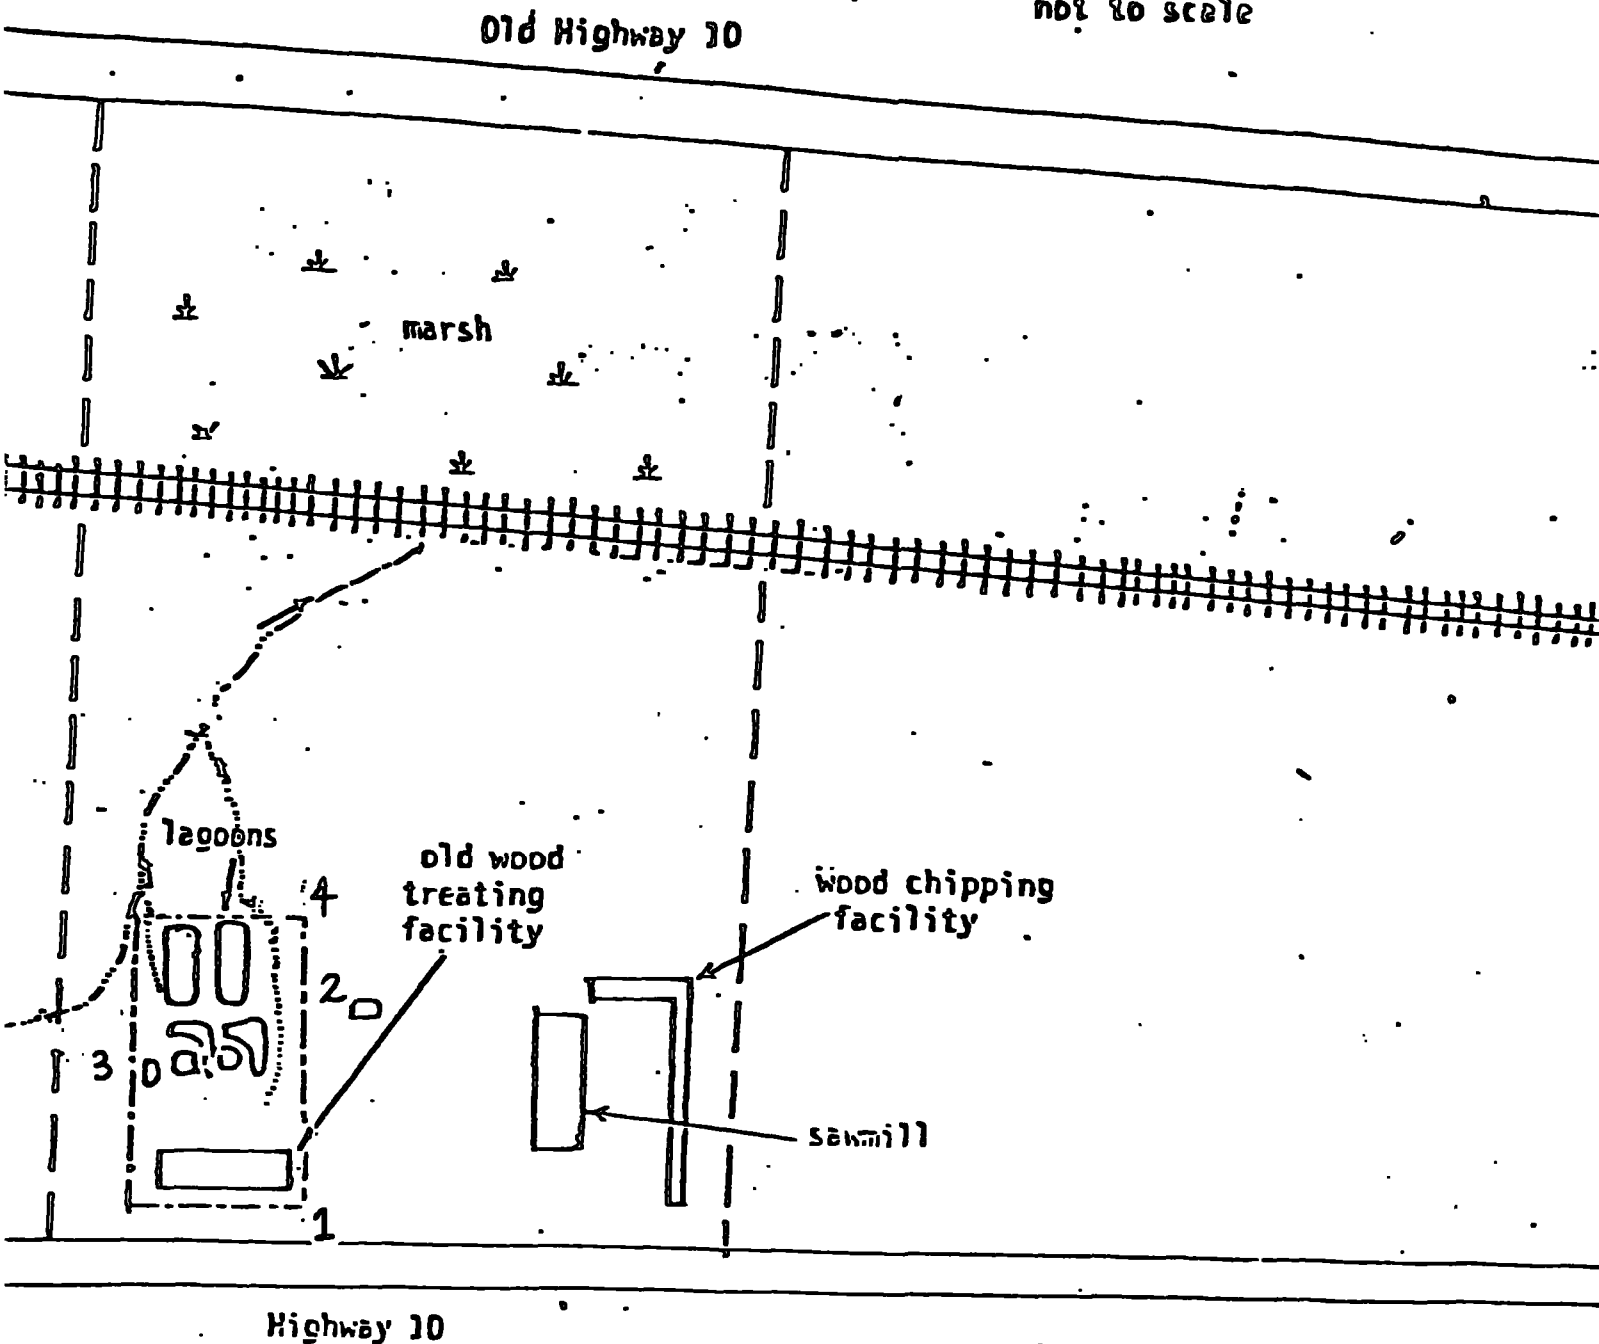 not to scale
Old Highway 10
marsh
lagoons
old wood
treating
facility
wood chipping
facility
4
2
3
sawmill
1
Highway 10